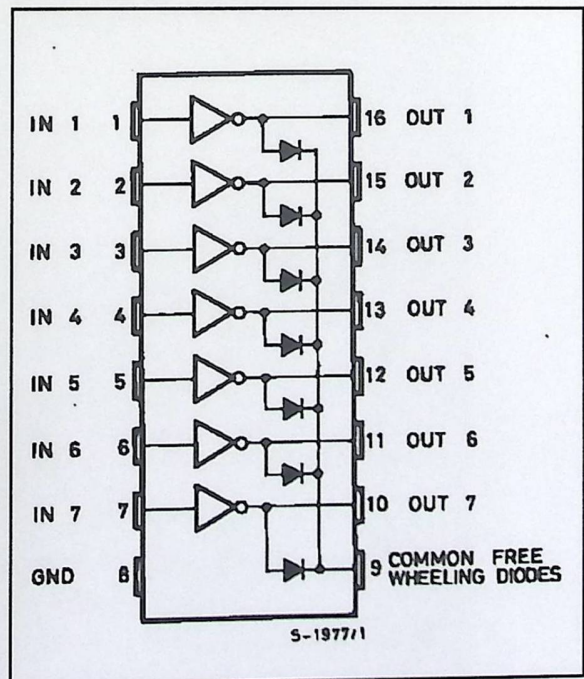 IN 1 1 16 OUT 1
IN 2 2 15 OUT 2
IN 3 3 14 OUT 3
IN 4 4 13 OUT 4
IN 5 5 12 OUT 5
IN 6 6 11 OUT 6
IN 7 7 10 OUT 7
GND 8 9 COMMON FREE
WHEELING DIODES
S-1977/1